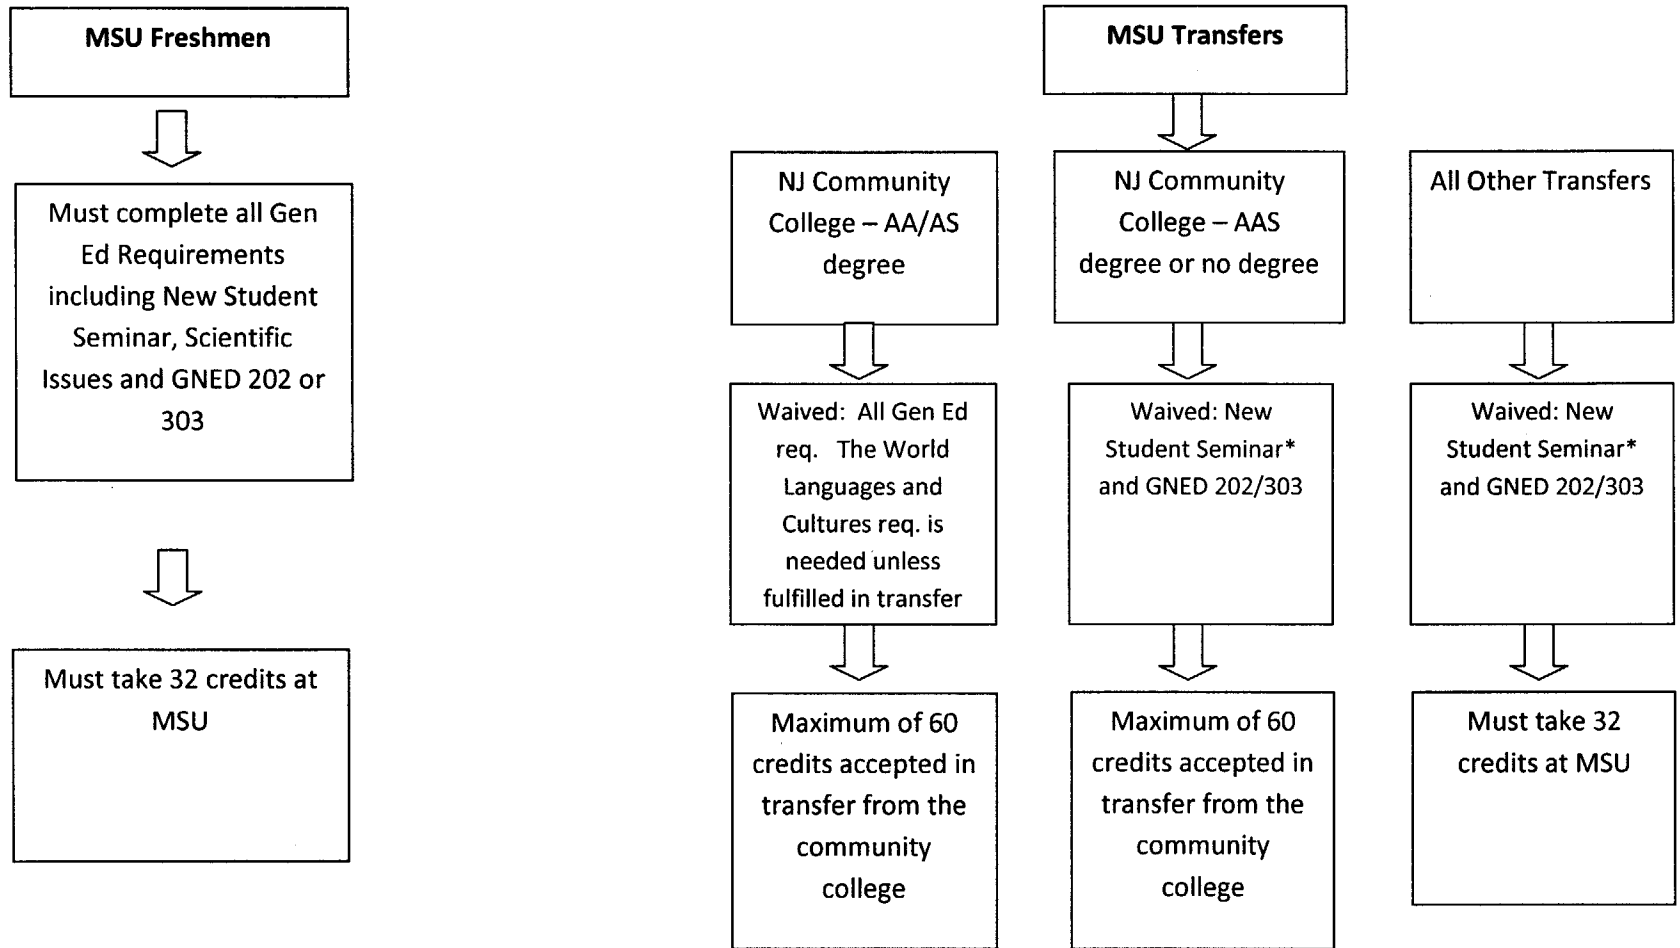 MSU Freshmen
Must complete all Gen
Ed Requirements
including New Student
Seminar, Scientific
Issues and GNED 202 or
303
Must take 32 credits at
MSU
MSU Transfers
NJ Community
College – AA/AS
degree
Waived:  All Gen Ed
req.   The World
Languages and
Cultures req. is
needed unless
fulfilled in transfer
Maximum of 60
credits accepted in
transfer from the
community
college
NJ Community
College – AAS
degree or no degree
Waived: New
Student Seminar*
and GNED 202/303
Maximum of 60
credits accepted in
transfer from the
community
college
All Other Transfers
Waived: New
Student Seminar*
and GNED 202/303
Must take 32
credits at MSU